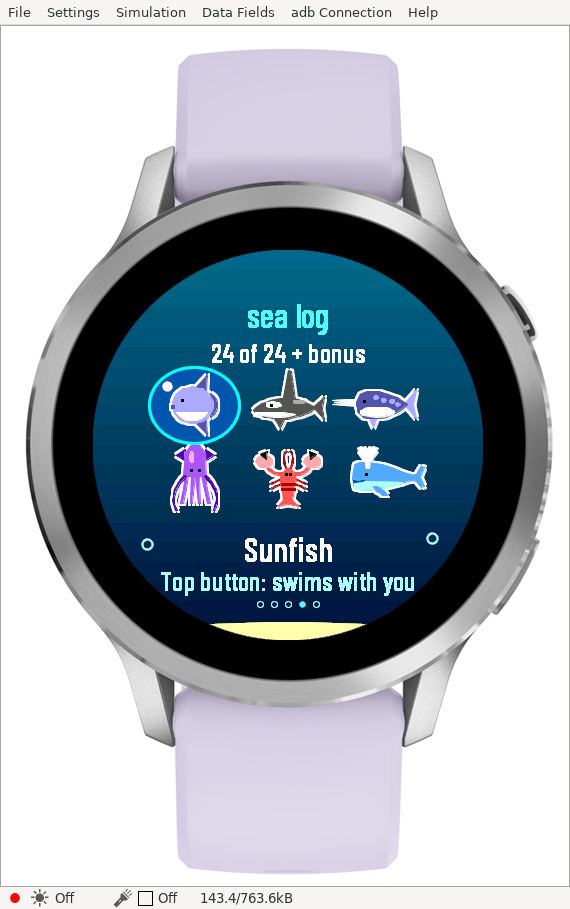 File Settings Simulation Data Fields adb Connection Help
sea log
24 of 24 + bonus
Sunfish
Top button: swims with you
Off Off 143.4/763.6kB